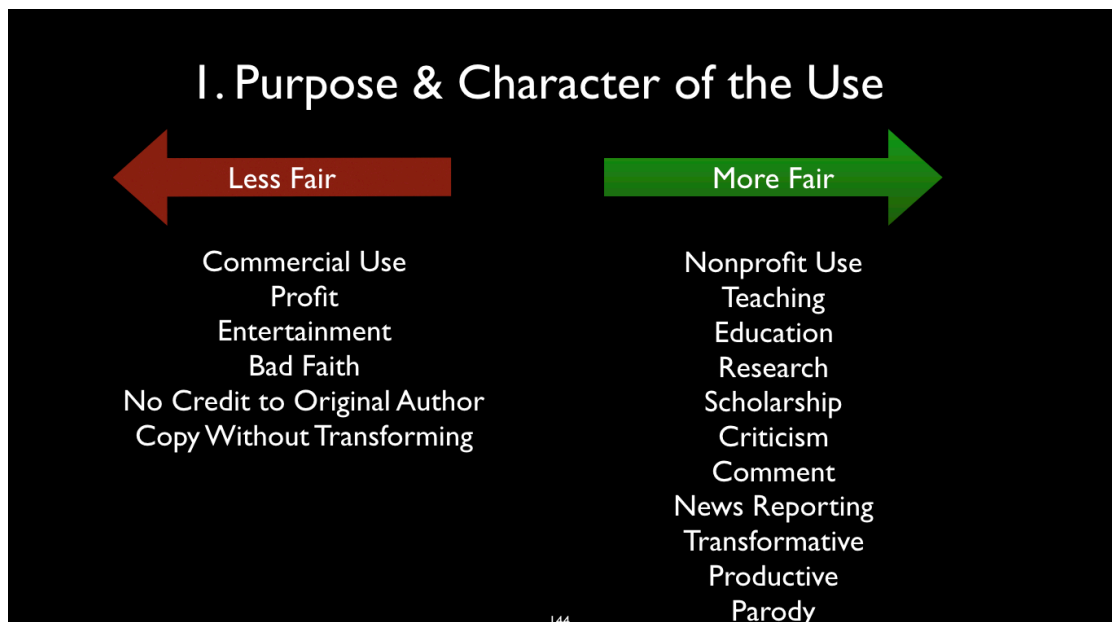 1. Purpose & Character of the Use
Less Fair
Commercial Use
Profit
Entertainment
Bad Faith
No Credit to Original Author
Copy Without Transforming
More Fair
Nonprofit Use
Teaching
Education
Research
Scholarship
Criticism
Comment
News Reporting
Transformative
Productive
Parody
144